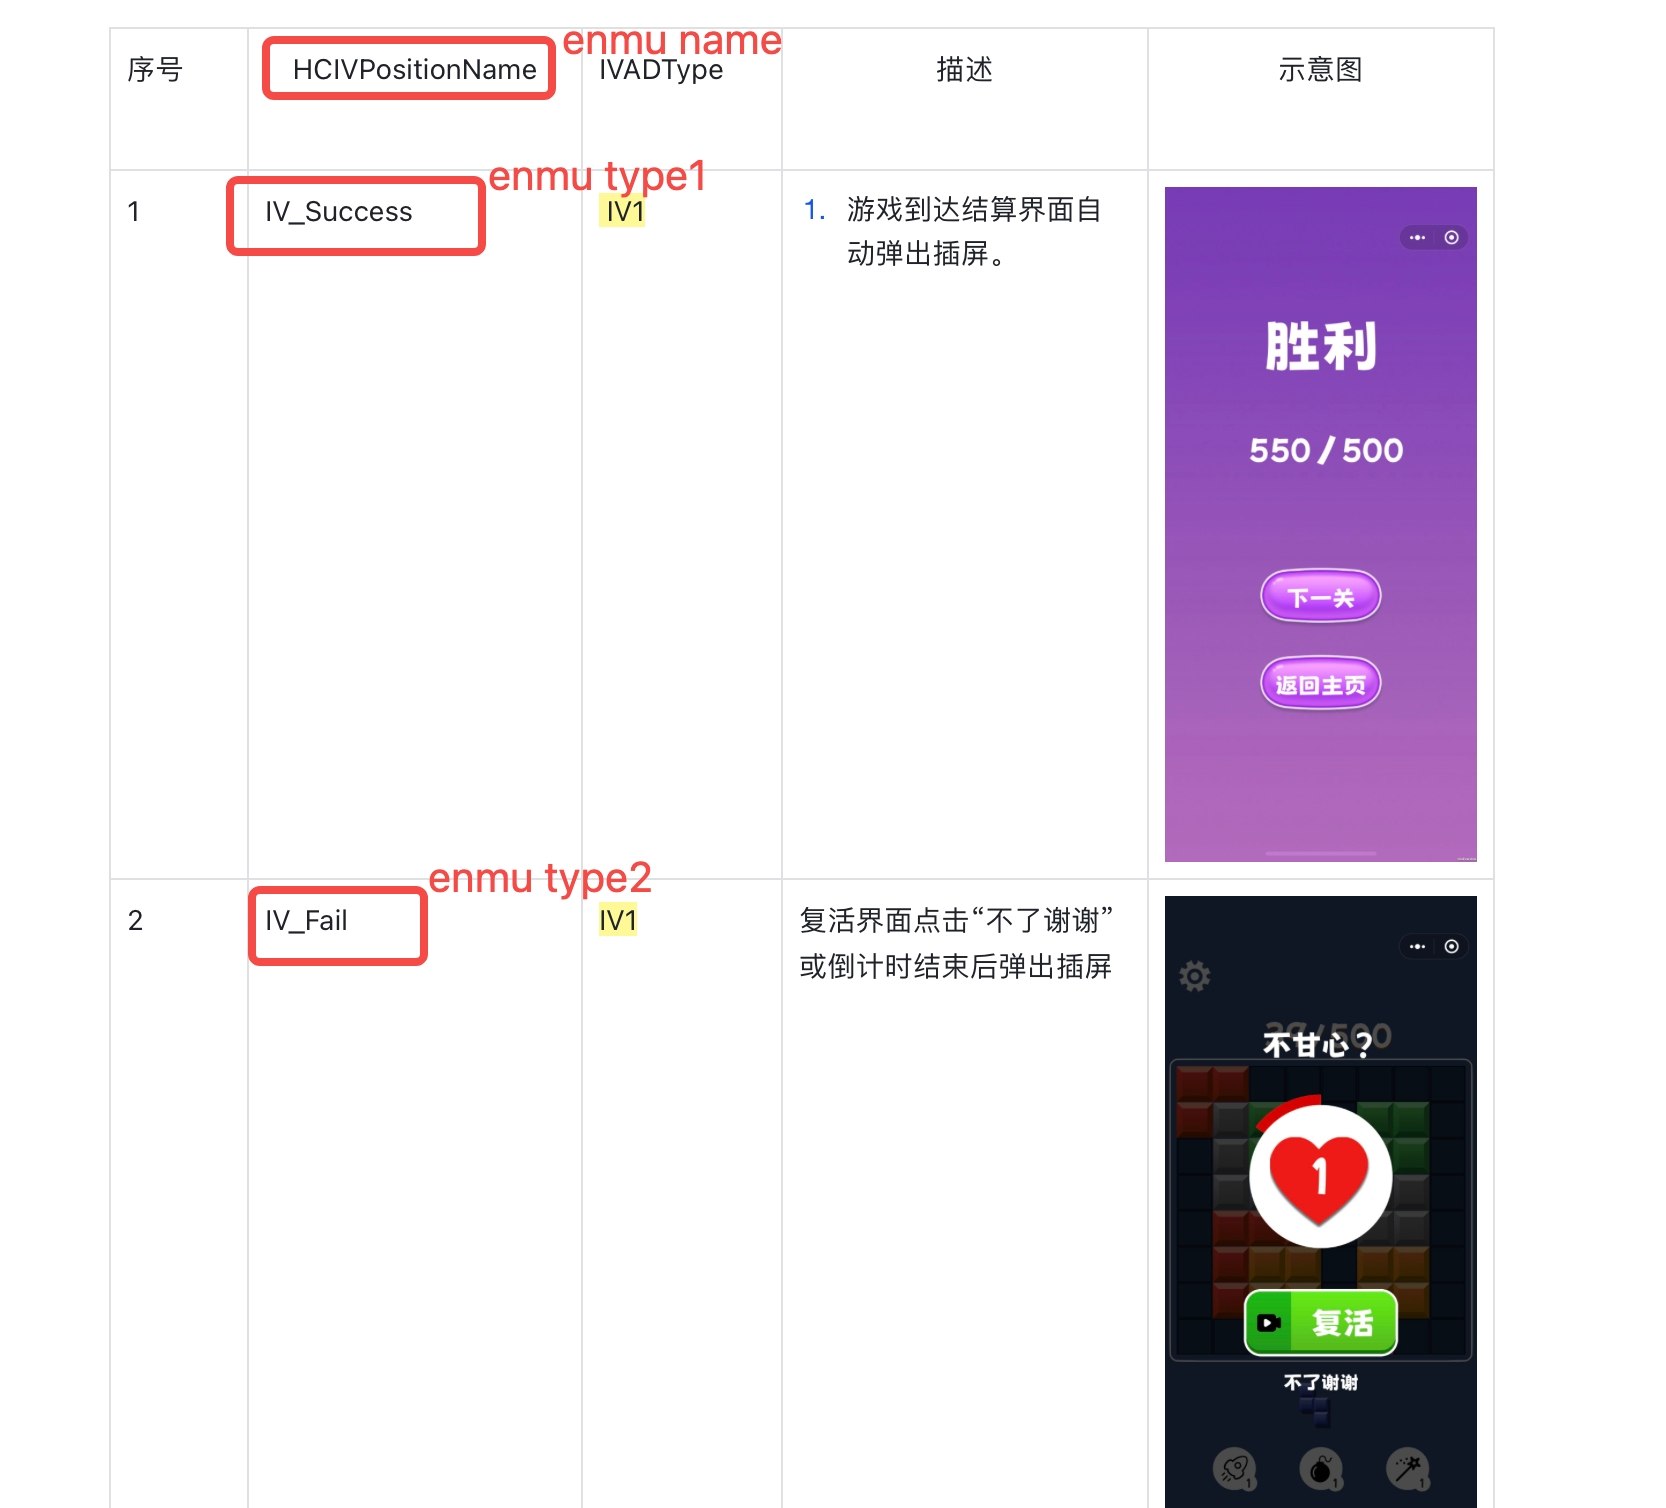 enmu name
序号
HCIVPositionName
IVADType
描述
示意图
enmu type1
1
IV_Success
IV1
1. 游戏到达结算界面自
动弹出插屏。
胜利
550/500
下一关
返回主页
enmu type2
2
IV_Fail
IV1
复活界面点击“不了谢谢”
或倒计时结束后弹出插屏
不甘心？
1
复活
不了谢谢
1
1
1